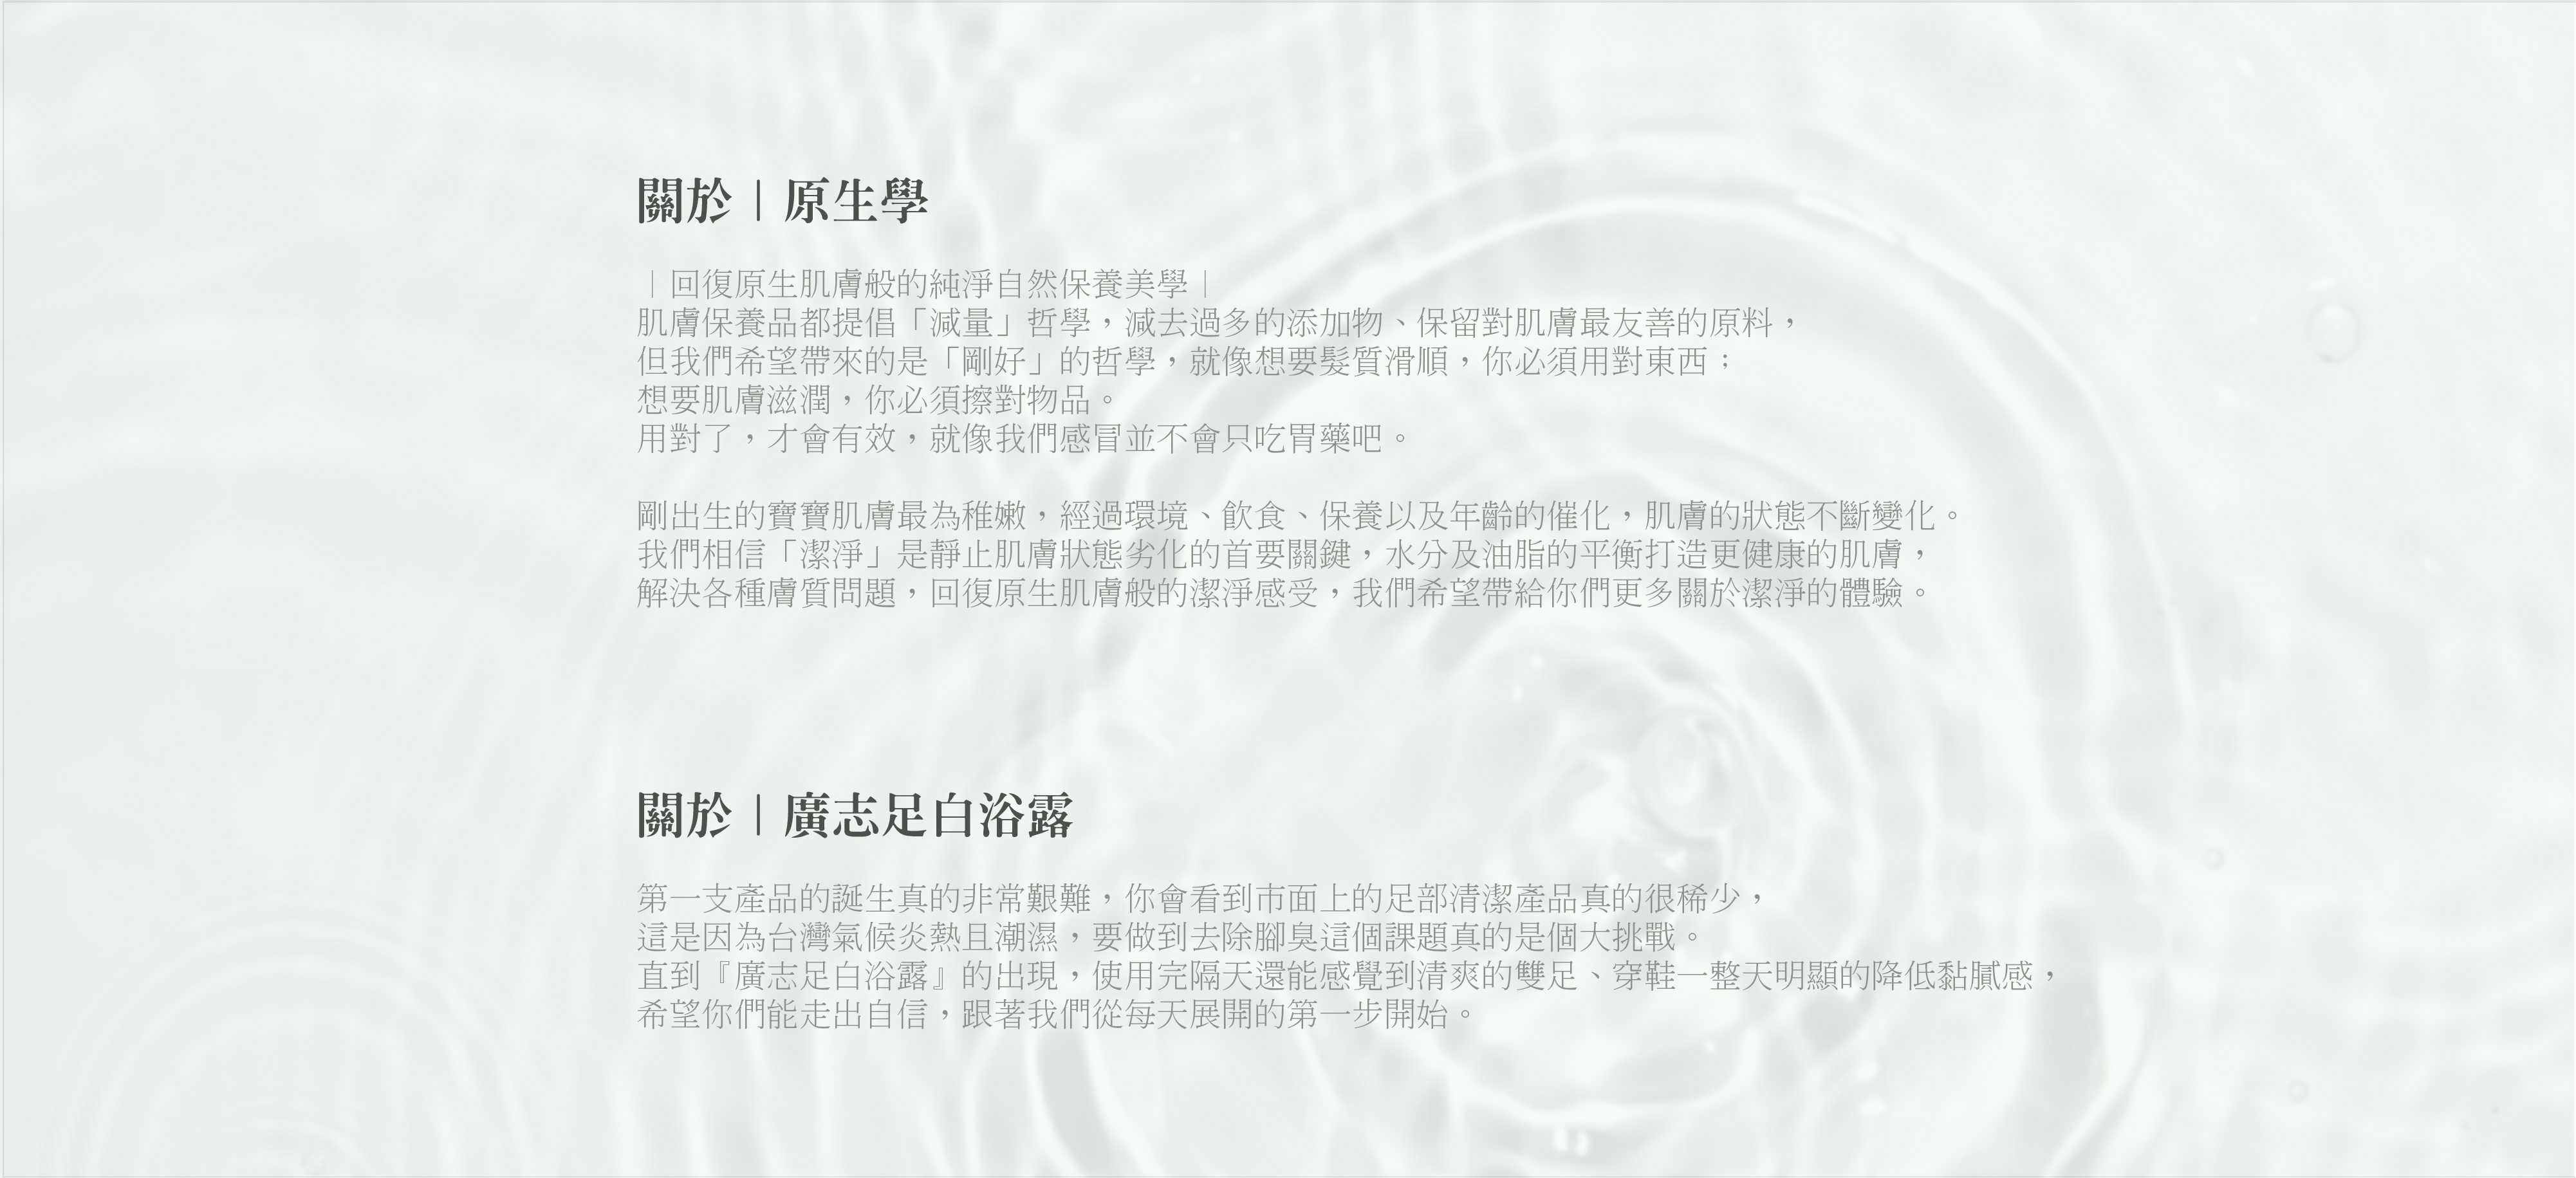 關於｜原生學
｜回復原生肌膚般的純淨自然保養美學｜
肌膚保養品都提倡「減量」哲學，減去過多的添加物、保留對肌膚最友善的原料，
但我們希望帶來的是「剛好」的哲學，就像想要髮質滑順，你必須用對東西；
想要肌膚滋潤，你必須擦對物品。
用對了，才會有效，就像我們感冒並不會只吃胃藥吧。
剛出生的寶寶肌膚最為稚嫩，經過環境、飲食、保養以及年齡的催化，肌膚的狀態不斷變化。
我們相信「潔淨」是靜止肌膚狀態劣化的首要關鍵，水分及油脂的平衡打造更健康的肌膚，
解決各種膚質問題，回復原生肌膚般的潔淨感受，我們希望帶給你們更多關於潔淨的體驗。
關於｜廣志足白浴露
第一支產品的誕生真的非常艱難，你會看到市面上的足部清潔產品真的很稀少，
這是因為台灣氣候炎熱且潮濕，要做到去除腳臭這個課題真的是個大挑戰。
直到『廣志足白浴露』的出現，使用完隔天還能感覺到清爽的雙足、穿鞋一整天明顯的降低黏膩感，
希望你們能走出自信，跟著我們從每天展開的第一步開始。